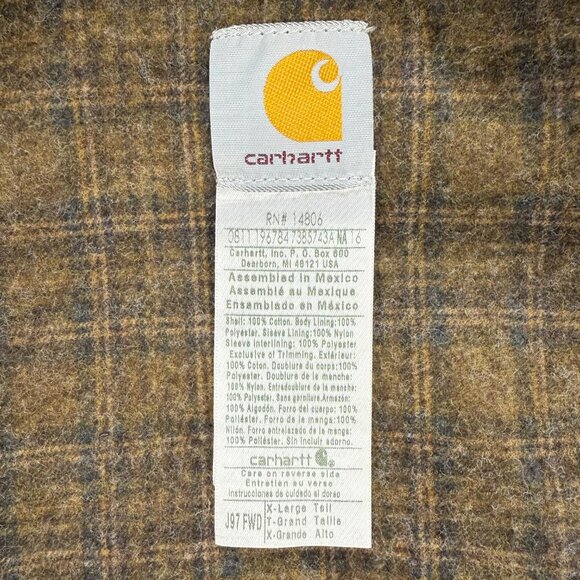 carhartt
RN# 14806
0811 196784 7383743A NA 16
Carhartt, Inc. P. O. Box 600
Dearborn, MI 48121 USA
Assembled in Mexico
Assemblé au Mexique
Ensamblado en México
Shell: 100% Cotton. Body Lining:100%
Polyester. Sleeve Lining:100% Nylon.
Sleeve interlining: 100% Polyester
Exclusive of Trimming. Extérieur:
100% Coton. Doublure du corps:100%
Polyester. Doublure de la manche:
100% Nylon. Entredoublure de la manche:
100% Polyester. Sans garniture. Armazón:
100% Algodón. Forro del cuerpo: 100%
Poliéster. Forro de la manga: 100%
Nilón. Forro entrelazado de la manga:
100% Poliéster. Sin incluir adorno.
carhartt
Care on reverse side
Entretien au verso
Instrucciones de cuidado al dorso
J97 FWD
X-Large Tall
T-Grand Taille
X-Grande Alto